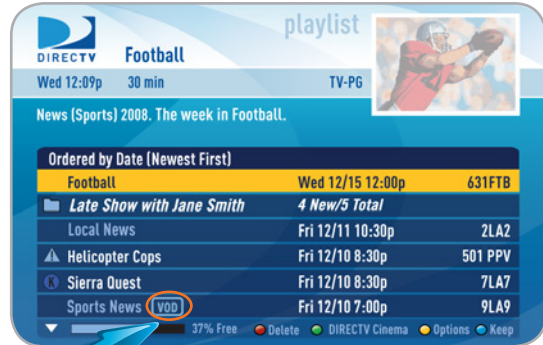 playlist
DIRECTV
Football
Wed 12:09p 30 min TV-PG
News (Sports) 2008. The week in Football.
Ordered by Date (Newest First)
Football Wed 12/15 12:00p 631FTB
Late Show with Jane Smith 4 New/5 Total
Local News Fri 12/11 10:30p 2LA2
Helicopter Cops Fri 12/10 8:30p 501 PPV
K Sierra Quest Fri 12/10 8:30p 7LA7
Sports News VOD Fri 12/10 7:00p 9LA9
37% Free Delete DIRECTV Cinema Options Keep